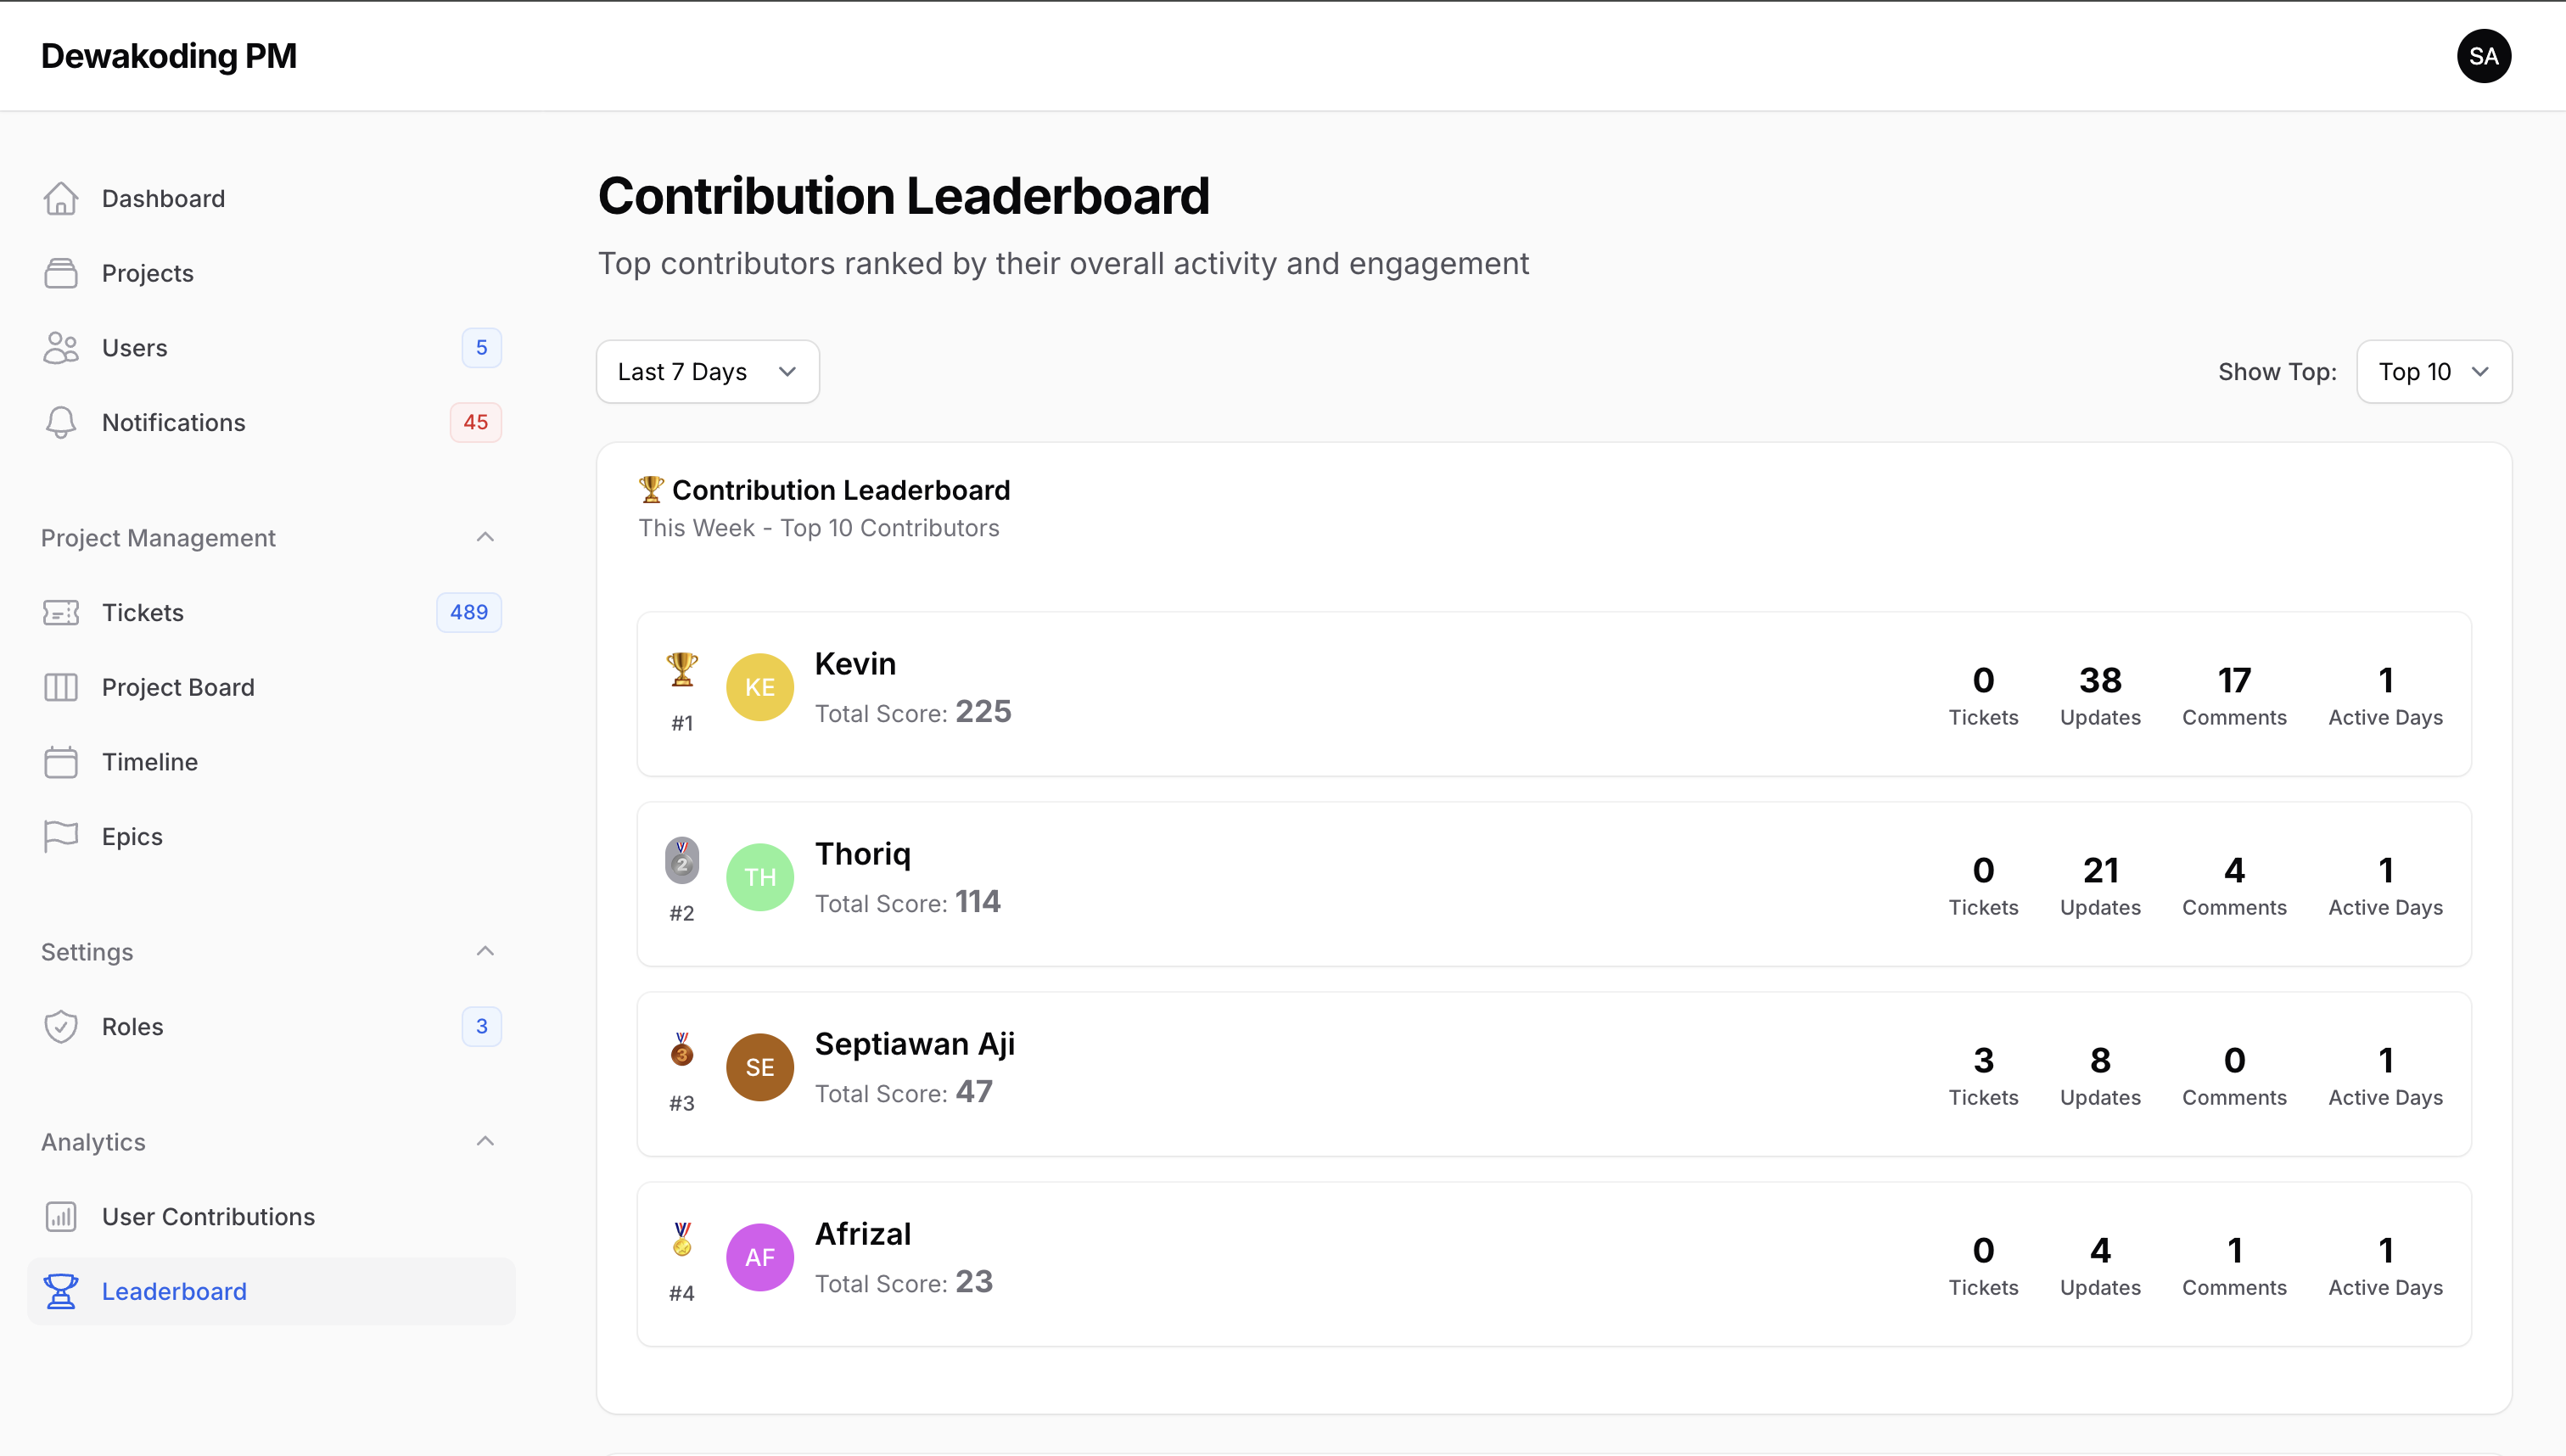 Dewakoding PM
SA
Dashboard
Projects
Users 5
Notifications 45
Project Management
Tickets 489
Project Board
Timeline
Epics
Settings
Roles 3
Analytics
User Contributions
Leaderboard
Contribution Leaderboard
Top contributors ranked by their overall activity and engagement
Last 7 Days
Show Top: Top 10
🏆 Contribution Leaderboard
This Week - Top 10 Contributors
🏆
#1
KE
Kevin
Total Score: 225
0 38 17 1
Tickets Updates Comments Active Days
2
#2
TH
Thoriq
Total Score: 114
0 21 4 1
Tickets Updates Comments Active Days
3
#3
SE
Septiawan Aji
Total Score: 47
3 8 0 1
Tickets Updates Comments Active Days
#4
AF
Afrizal
Total Score: 23
0 4 1 1
Tickets Updates Comments Active Days